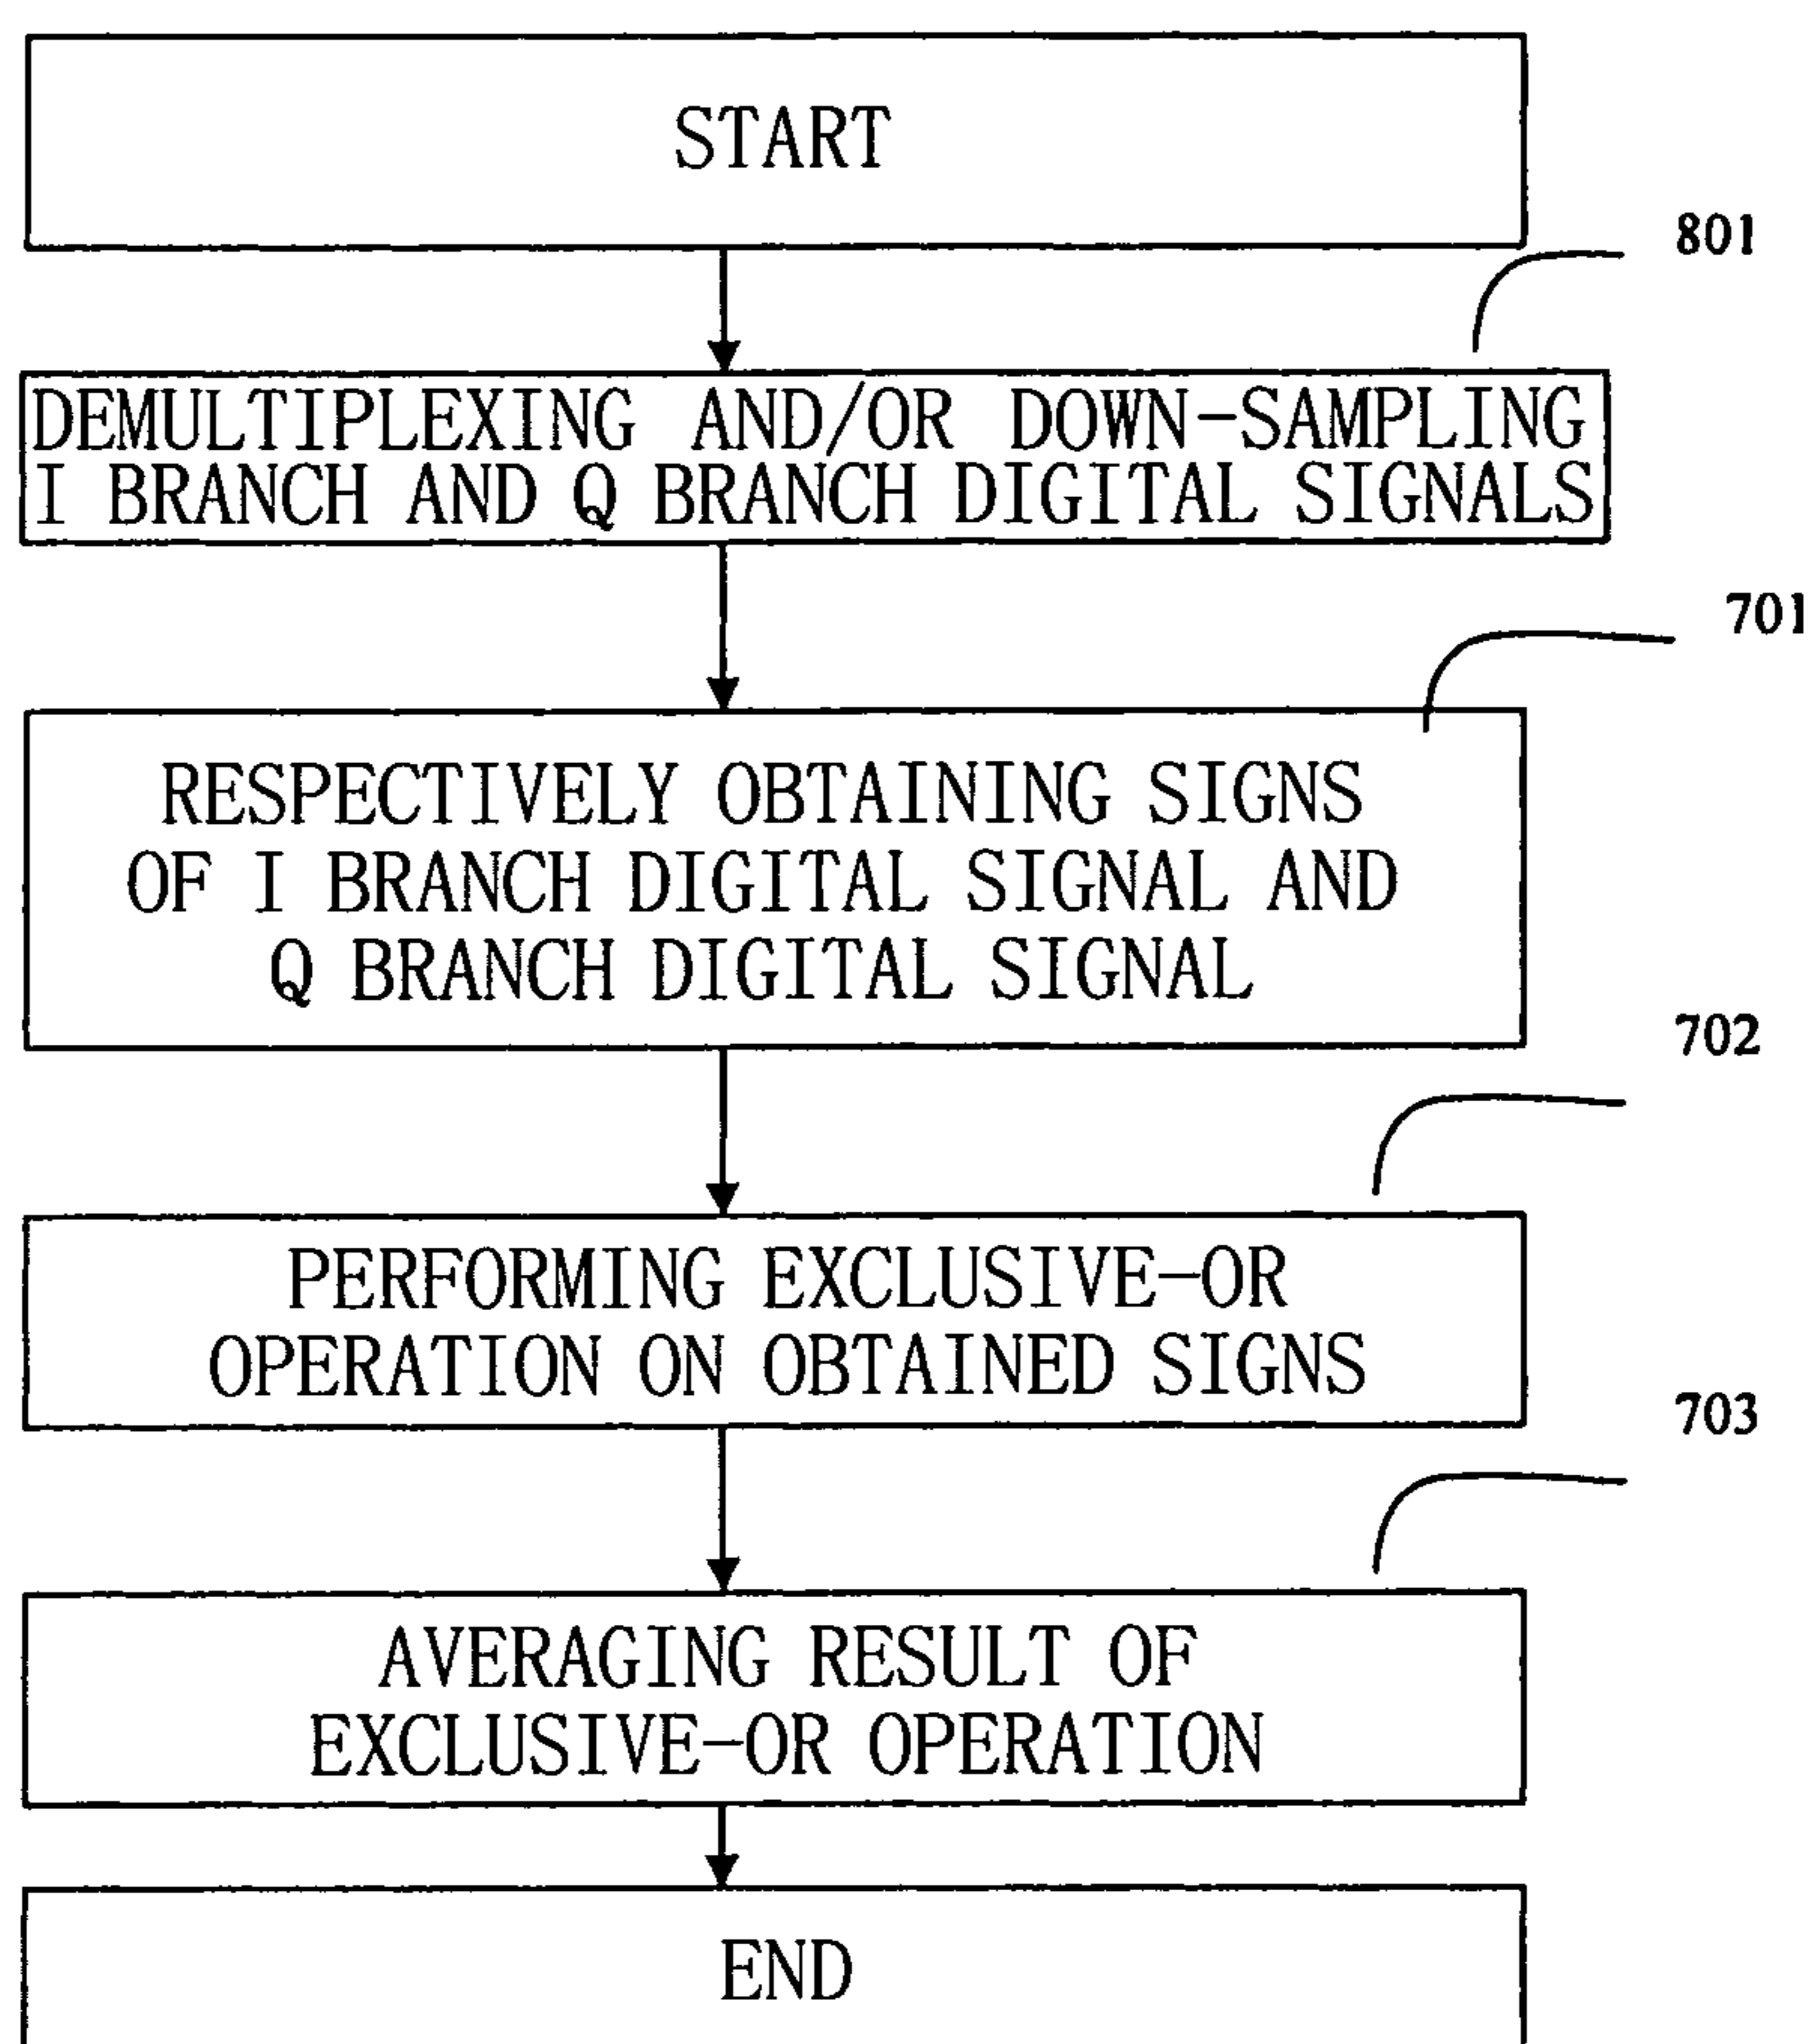 START
801
DEMULTIPLEXING AND/OR DOWN-SAMPLING
I BRANCH AND Q BRANCH DIGITAL SIGNALS
701
RESPECTIVELY OBTAINING SIGNS
OF I BRANCH DIGITAL SIGNAL AND
Q BRANCH DIGITAL SIGNAL
702
PERFORMING EXCLUSIVE-OR
OPERATION ON OBTAINED SIGNS
703
AVERAGING RESULT OF
EXCLUSIVE-OR OPERATION
END